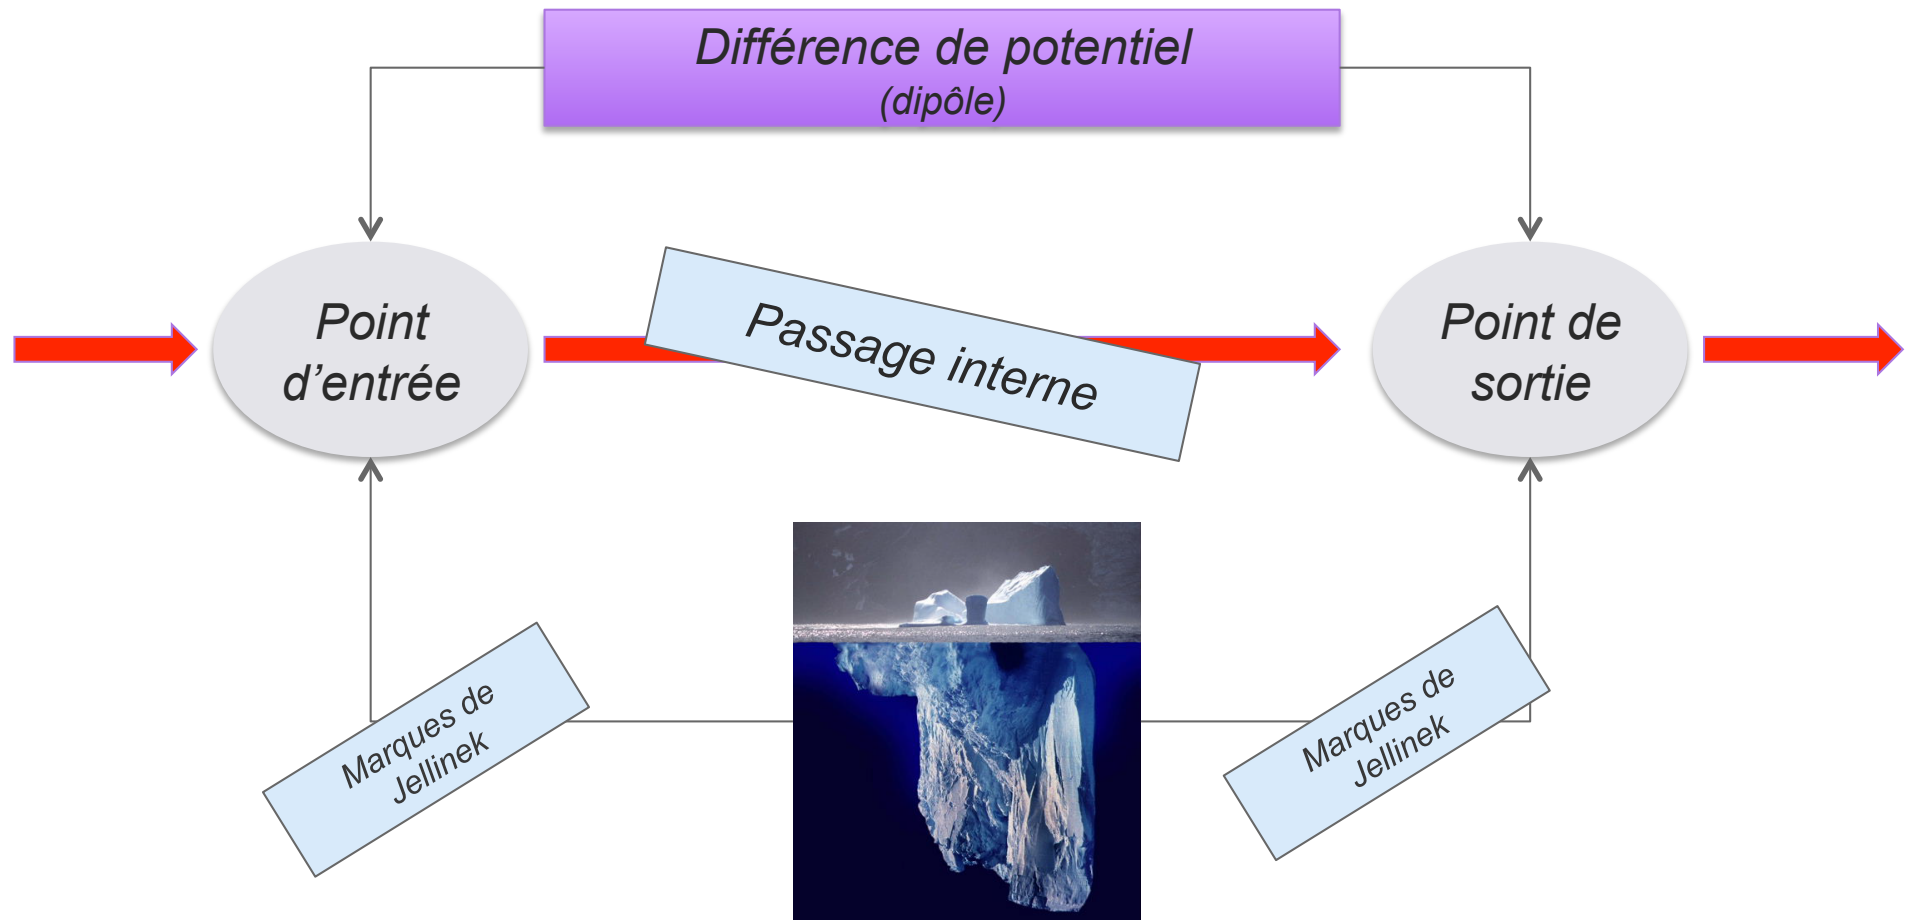 Différence de potentiel
(dipôle)
Point
d’entrée
Passage interne
Point de
sortie
Marques de
Jellinek
Marques de
Jellinek